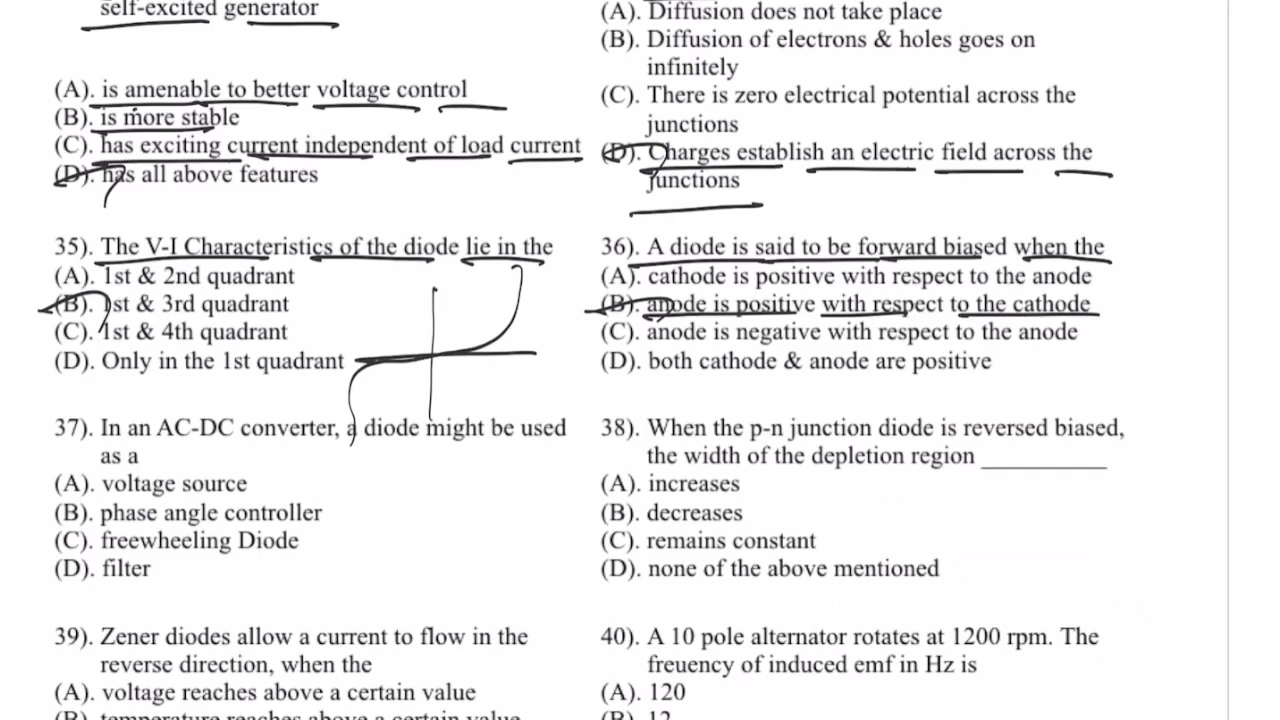 self-excited generator
(A). is amenable to better voltage control
(B). is more stable
(C). has exciting current independent of load current
(D). has all above features
(A). Diffusion does not take place
(B). Diffusion of electrons & holes goes on
infinitely
(C). There is zero electrical potential across the
junctions
(D). Charges establish an electric field across the
junctions
35). The V-I Characteristics of the diode lie in the
(A). 1st & 2nd quadrant
(B). 1st & 3rd quadrant
(C). 1st & 4th quadrant
(D). Only in the 1st quadrant
36). A diode is said to be forward biased when the
(A). cathode is positive with respect to the anode
(B). anode is positive with respect to the cathode
(C). anode is negative with respect to the anode
(D). both cathode & anode are positive
37). In an AC-DC converter, a diode might be used
as a
(A). voltage source
(B). phase angle controller
(C). freewheeling Diode
(D). filter
38). When the p-n junction diode is reversed biased,
the width of the depletion region __________
(A). increases
(B). decreases
(C). remains constant
(D). none of the above mentioned
39). Zener diodes allow a current to flow in the
reverse direction, when the
(A). voltage reaches above a certain value
(B). temperature reaches above a certain value
40). A 10 pole alternator rotates at 1200 rpm. The
freuency of induced emf in Hz is
(A). 120
(B). 12